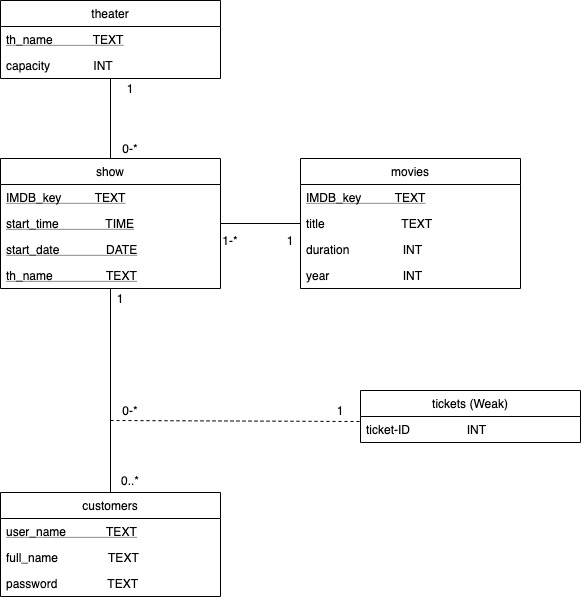 theater
th_name TEXT
capacity INT
1
0-*
show
IMDB_key TEXT
start_time TIME
start_date DATE
th_name TEXT
1-*
1
movies
IMDB_key TEXT
title TEXT
duration INT
year INT
1
0-*
1
tickets (Weak)
ticket-ID INT
0..*
customers
user_name TEXT
full_name TEXT
password TEXT